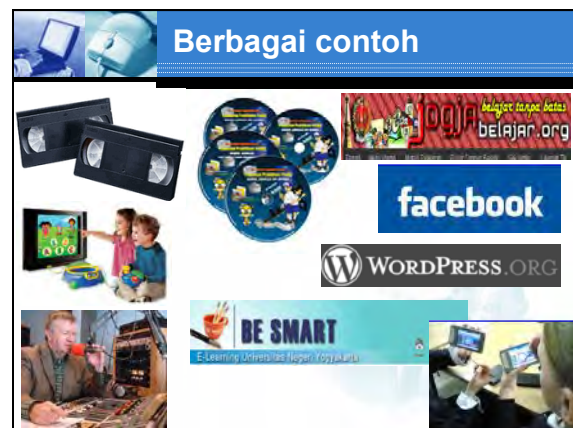 Berbagai contoh
belajar tanpa batas
Jogja
belajar.org
facebook
WORDPRESS.ORG
BE SMART
E-Learning Universitas Negeri Yogyakarta